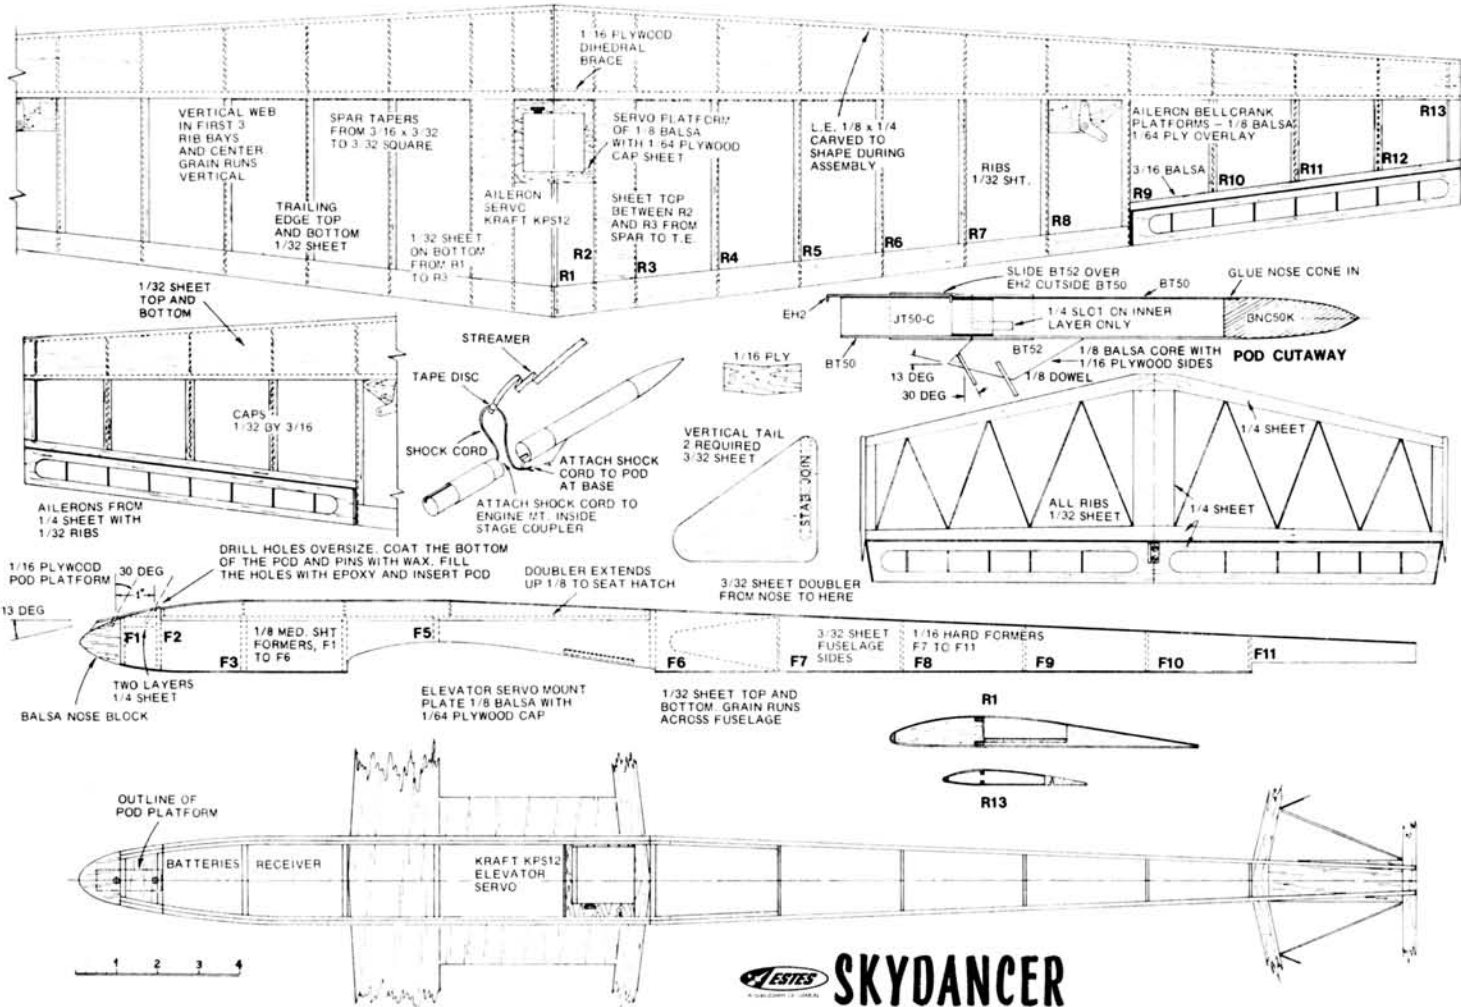 1/16 PLYWOOD
DIHEDRAL
BRACE
VERTICAL WEB
IN FIRST 3
RIB BAYS
AND CENTER
GRAIN RUNS
VERTICAL
SPAR TAPERS
FROM 3/16 x 3/32
TO 3/32 SQUARE
SERVO PLATFORM
OF 1/8 BALSA
WITH 1/64 PLYWOOD
CAP SHEET
L.E. 1/8 x 1/4
CARVED TO
SHAPE DURING
ASSEMBLY
AILERON BELLCRANK
PLATFORMS – 1/8 BALSA
1/64 PLY OVERLAY
R13
TRAILING
EDGE TOP
AND BOTTOM
1/32 SHEET
AILERON
SERVO
KRAFT KPS12
SHEET TOP
BETWEEN R2
AND R3 FROM
SPAR TO T.E.
RIBS
1/32 SHT.
3/16 BALSA
R12
R11
R10
R9
R8
R7
R6
R5
R4
R3
R2
R1
1/32 SHEET
ON BOTTOM
FROM R1
TO R3
1/32 SHEET
TOP AND
BOTTOM
CAPS
1/32 BY 3/16
AILERONS FROM
1/4 SHEET WITH
1/32 RIBS
STREAMER
TAPE DISC
SHOCK CORD
ATTACH SHOCK
CORD TO POD
AT BASE
ATTACH SHOCK CORD TO
ENGINE MT. INSIDE
STAGE COUPLER
SLIDE BT52 OVER
EH2 CUTSIDE BT50
BT50
GLUE NOSE CONE IN
EH2
JT50-C
1/4 SLOT ON INNER
LAYER ONLY
BNC50K
BT50
BT52
1/8 BALSA CORE WITH
1/16 PLYWOOD SIDES
POD CUTAWAY
13 DEG
30 DEG
1/8 DOWEL
1/16 PLY
VERTICAL TAIL
2 REQUIRED
3/32 SHEET
STAB JOIN
1/4 SHEET
ALL RIBS
1/32 SHEET
1/4 SHEET
1/16 PLYWOOD
POD PLATFORM
30 DEG
1"
13 DEG
DRILL HOLES OVERSIZE. COAT THE BOTTOM
OF THE POD AND PINS WITH WAX. FILL
THE HOLES WITH EPOXY AND INSERT POD
DOUBLER EXTENDS
UP 1/8 TO SEAT HATCH
3/32 SHEET DOUBLER
FROM NOSE TO HERE
F1
F2
F3
1/8 MED. SHT
FORMERS, F1
TO F6
F5
F6
F7
3/32 SHEET
FUSELAGE
SIDES
1/16 HARD FORMERS
F7 TO F11
F8
F9
F10
F11
TWO LAYERS
1/4 SHEET
BALSA NOSE BLOCK
ELEVATOR SERVO MOUNT
PLATE 1/8 BALSA WITH
1/64 PLYWOOD CAP
1/32 SHEET TOP AND
BOTTOM. GRAIN RUNS
ACROSS FUSELAGE
R1
R13
OUTLINE OF
POD PLATFORM
BATTERIES
RECEIVER
KRAFT KPS12
ELEVATOR
SERVO
1 2 3 4
ESTES
SKYDANCER